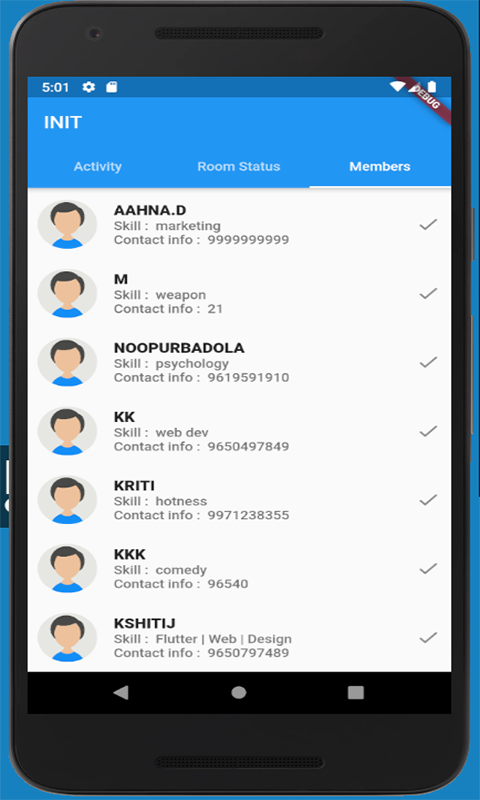 5:01
DEBUG
INIT
Activity Room Status Members
AAHNA.D
Skill : marketing
Contact info : 9999999999
M
Skill : weapon
Contact info : 21
NOOPURBADOLA
Skill : psychology
Contact info : 9619591910
KK
Skill : web dev
Contact info : 9650497849
KRITI
Skill : hotness
Contact info : 9971238355
KKK
Skill : comedy
Contact info : 96540
KSHITIJ
Skill : Flutter | Web | Design
Contact info : 9650797489